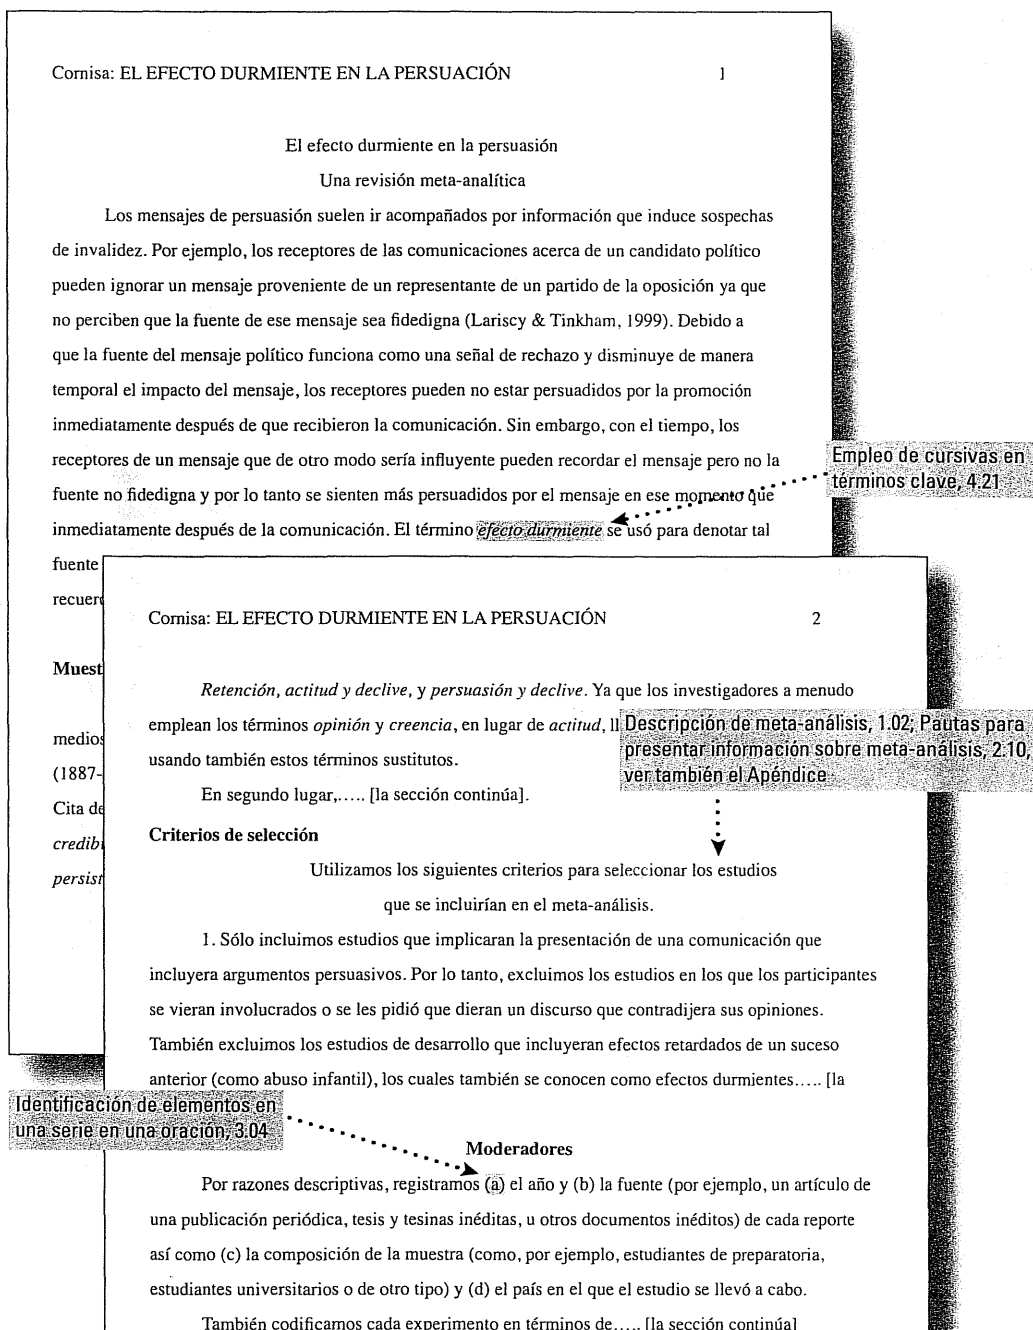 Cornisa: EL EFECTO DURMIENTE EN LA PERSUACIÓN 1
El efecto durmiente en la persuasión
Una revisión meta-analítica
Los mensajes de persuasión suelen ir acompañados por información que induce sospechas
de invalidez. Por ejemplo, los receptores de las comunicaciones acerca de un candidato político
pueden ignorar un mensaje proveniente de un representante de un partido de la oposición ya que
no perciben que la fuente de ese mensaje sea fidedigna (Lariscy & Tinkham, 1999). Debido a
que la fuente del mensaje político funciona como una señal de rechazo y disminuye de manera
temporal el impacto del mensaje, los receptores pueden no estar persuadidos por la promoción
inmediatamente después de que recibieron la comunicación. Sin embargo, con el tiempo, los
receptores de un mensaje que de otro modo sería influyente pueden recordar el mensaje pero no la
fuente no fidedigna y por lo tanto se sienten más persuadidos por el mensaje en ese momento que
inmediatamente después de la comunicación. El término efecto durmiente se usó para denotar tal
Empleo de cursivas en
términos clave, 4.21
fuente
recuer
Muest
medios
(1887-
Cita de
credib
persist
Cornisa: EL EFECTO DURMIENTE EN LA PERSUACIÓN 2
Retención, actitud y declive, y persuasión y declive. Ya que los investigadores a menudo
emplean los términos opinión y creencia, en lugar de actitud, ll
usando también estos términos sustitutos.
Descripción de meta-análisis, 1.02; Pautas para
presentar información sobre meta-análisis, 2.10,
ver también el Apéndice
En segundo lugar,.…. [la sección continúa].
Criterios de selección
Utilizamos los siguientes criterios para seleccionar los estudios
que se incluirían en el meta-análisis.
1. Sólo incluimos estudios que implicaran la presentación de una comunicación que
incluyera argumentos persuasivos. Por lo tanto, excluimos los estudios en los que los participantes
se vieran involucrados o se les pidió que dieran un discurso que contradijera sus opiniones.
También excluimos los estudios de desarrollo que incluyeran efectos retardados de un suceso
anterior (como abuso infantil), los cuales también se conocen como efectos durmientes..... [la
Identificación de elementos en
una serie en una oración, 3.04
Moderadores
Por razones descriptivas, registramos (a) el año y (b) la fuente (por ejemplo, un artículo de
una publicación periódica, tesis y tesinas inéditas, u otros documentos inéditos) de cada reporte
así como (c) la composición de la muestra (como, por ejemplo, estudiantes de preparatoria,
estudiantes universitarios o de otro tipo) y (d) el país en el que el estudio se llevó a cabo.
También codificamos cada experimento en términos de..... [la sección continúa]